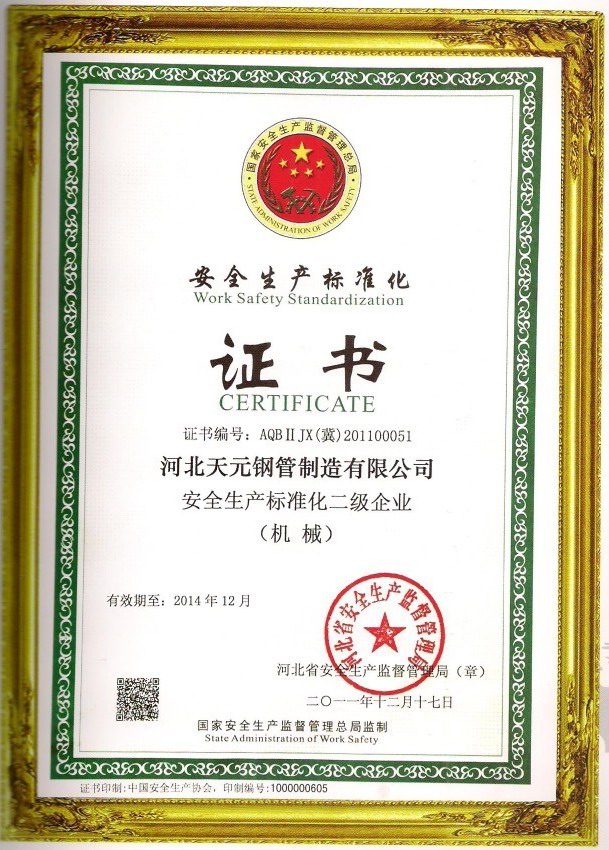 国家安全生产监督管理总局
STATE ADMINISTRATION OF WORK SAFETY
安全生产标准化
Work Safety Standardization
证书
CERTIFICATE
证书编号：AQBⅡJX(冀)201100051
河北天元钢管制造有限公司
安全生产标准化二级企业
（机 械）
有效期至：2014年12月
河北省安全生产监督管理局
河北省安全生产监督管理局（章）
二〇一一年十二月十七日
国家安全生产监督管理总局监制
State Administration of Work Safety
证书印制:中国安全生产协会，印制编号:1000000605